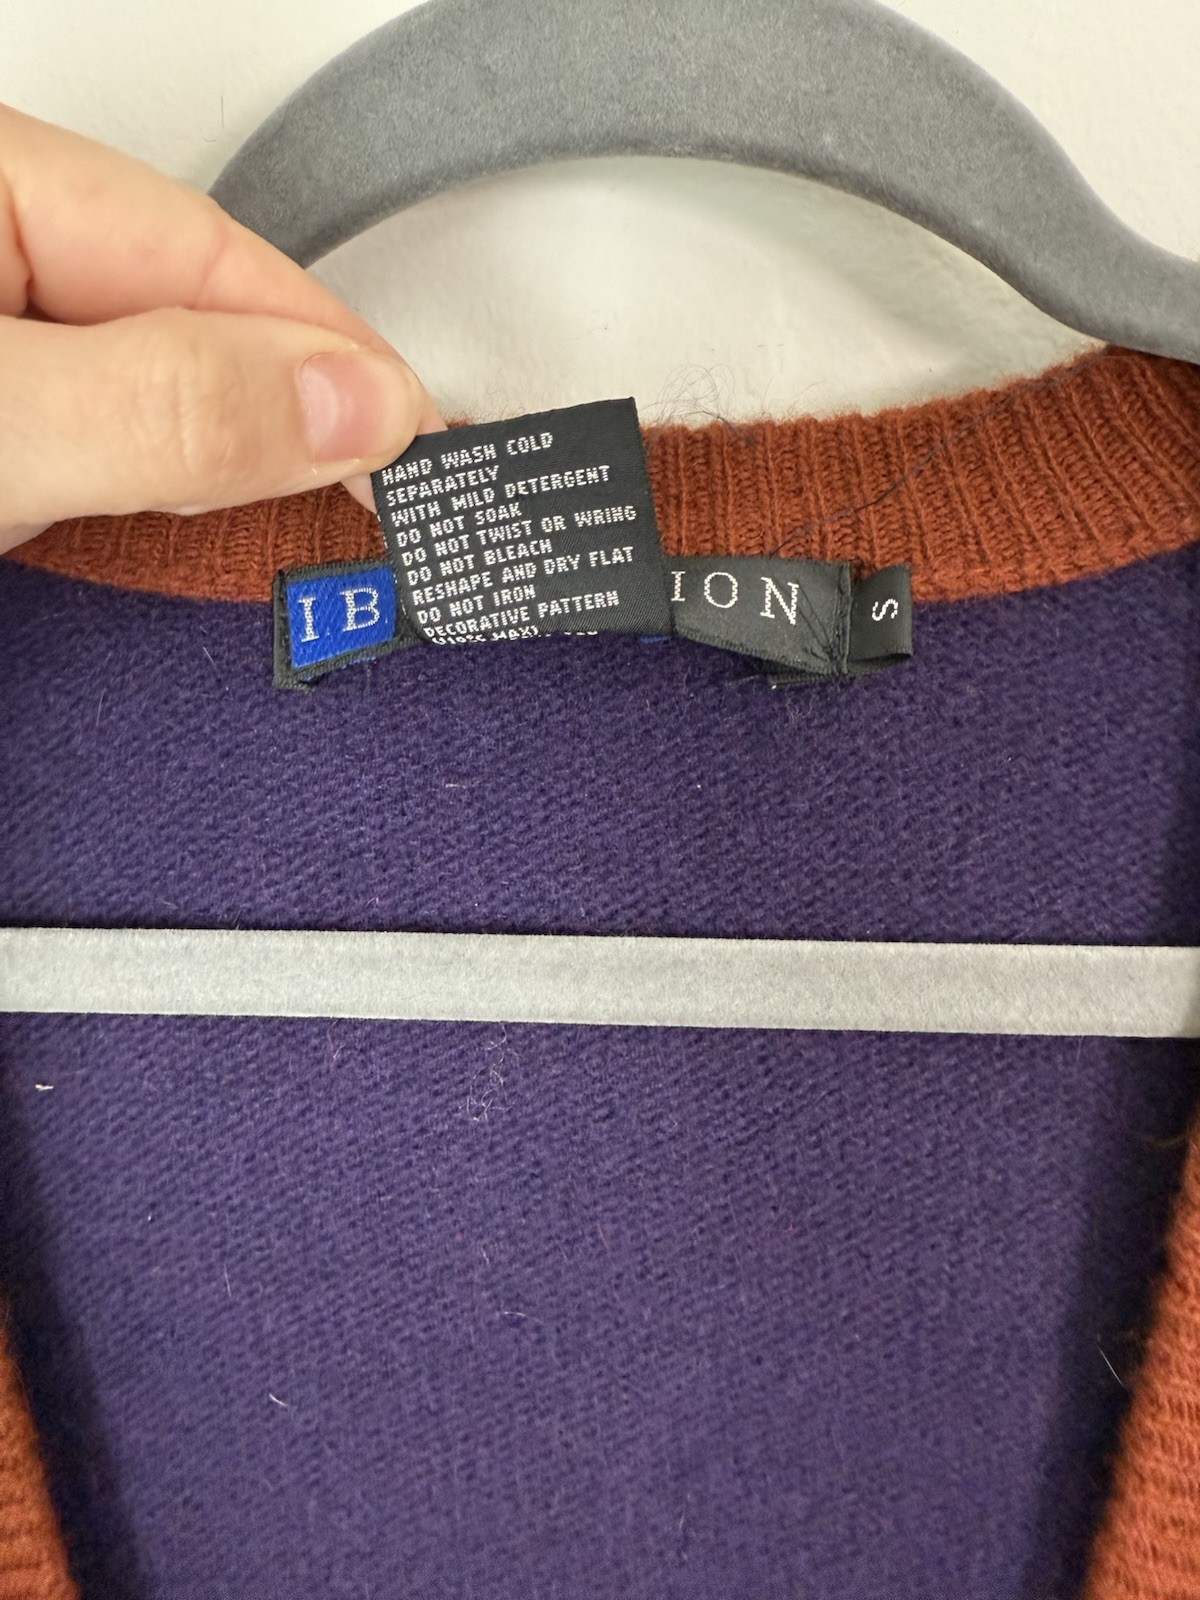 HAND WASH COLD
SEPARATELY
WITH MILD DETERGENT
DO NOT SOAK
DO NOT TWIST OR WRING
DO NOT BLEACH
RESHAPE AND DRY FLAT
DO NOT IRON
DECORATIVE PATTERN
IB
ION
S